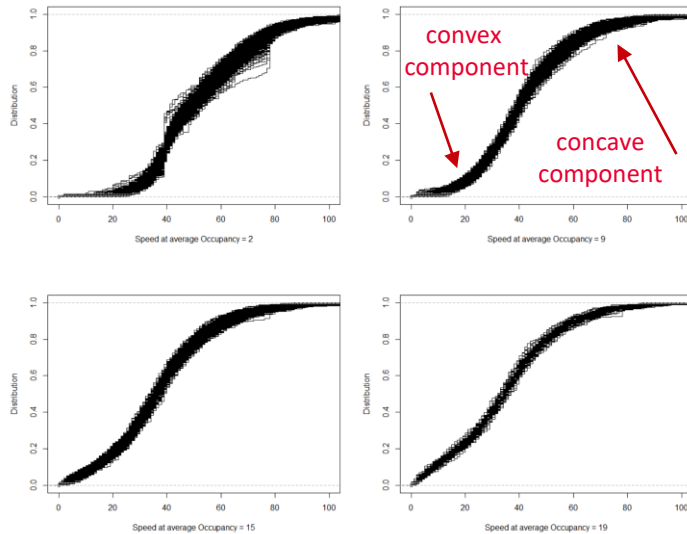 1.0
0.8
0.6
0.4
0.2
0.0
Distribution
0 20 40 60 80 100
Speed at average Occupancy = 2
1.0
0.8
0.6
0.4
0.2
0.0
Distribution
convex
component
concave
component
0 20 40 60 80 100
Speed at average Occupancy = 9
1.0
0.8
0.6
0.4
0.2
0.0
Distribution
0 20 40 60 80 100
Speed at average Occupancy = 15
1.0
0.8
0.6
0.4
0.2
0.0
Distribution
0 20 40 60 80 100
Speed at average Occupancy = 19